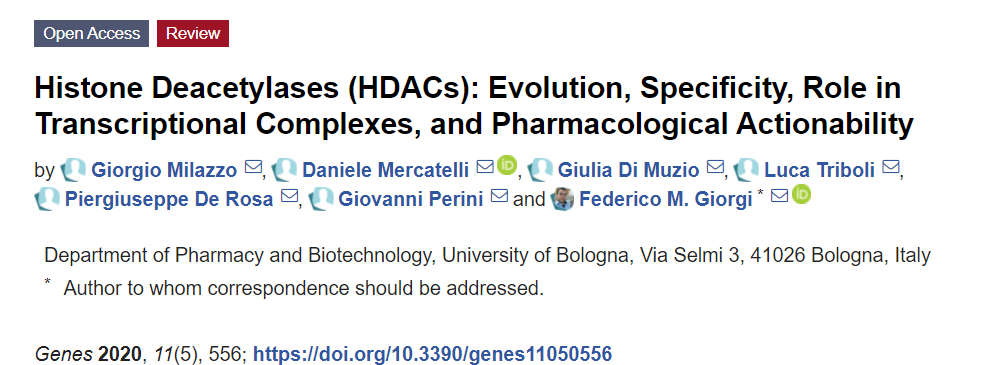 Open Access Review
Histone Deacetylases (HDACs): Evolution, Specificity, Role in
Transcriptional Complexes, and Pharmacological Actionability
by Giorgio Milazzo, Daniele Mercatelli iD, Giulia Di Muzio, Luca Triboli,
Piergiuseppe De Rosa, Giovanni Perini and Federico M. Giorgi * iD
Department of Pharmacy and Biotechnology, University of Bologna, Via Selmi 3, 41026 Bologna, Italy
* Author to whom correspondence should be addressed.
Genes 2020, 11(5), 556; https://doi.org/10.3390/genes11050556